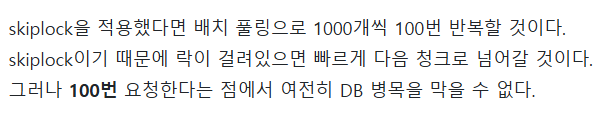 skiplock을 적용했다면 배치 풀링으로 1000개씩 100번 반복할 것이다.
skiplock이기 때문에 락이 걸려있으면 빠르게 다음 청크로 넘어갈 것이다.
그러나 100번 요청한다는 점에서 여전히 DB 병목을 막을 수 없다.